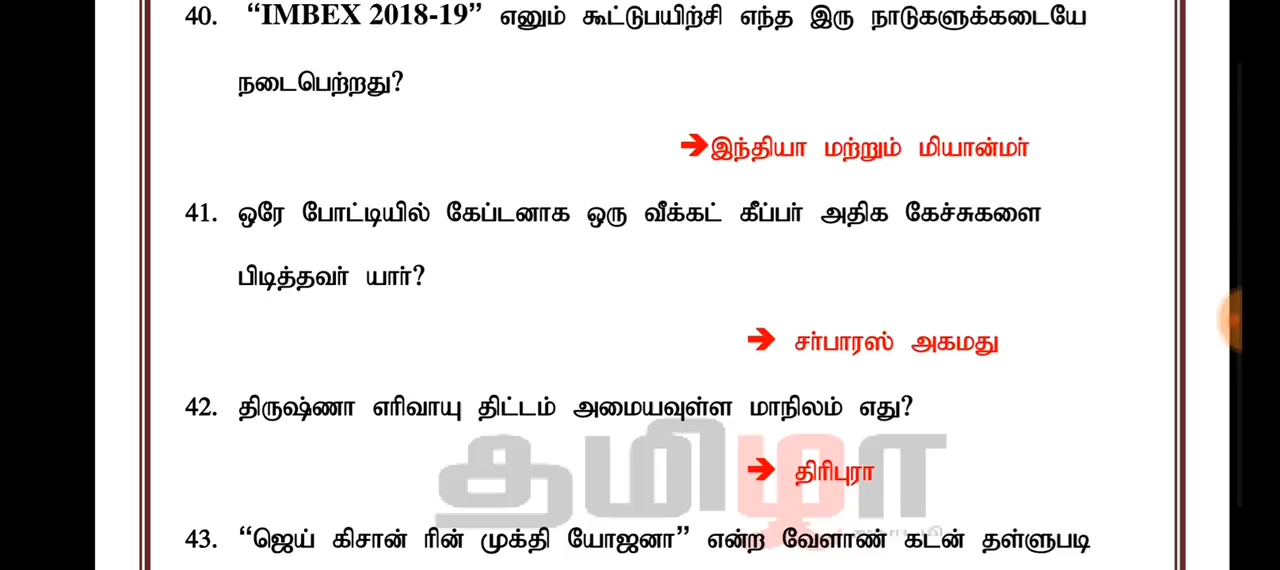 40. “IMBEX 2018-19” எனும் கூட்டுபயிற்சி எந்த இரு நாடுகளுக்கடையே
நடைபெற்றது?
➔இந்தியா மற்றும் மியான்மர்
41. ஒரே போட்டியில் கேப்டனாக ஒரு வீக்கட் கீப்பர் அதிக கேச்சுகளை
பிடித்தவர் யார்?
➔ சர்பாரஸ் அகமது
42. திருஷ்ணா எரிவாயு திட்டம் அமையவுள்ள மாநிலம் எது?
தமிழா
➔ திரிபுரா
43. “ஜெய் கிசான் ரின் முக்தி யோஜனா” என்ற வேளாண் கடன் தள்ளுபடி